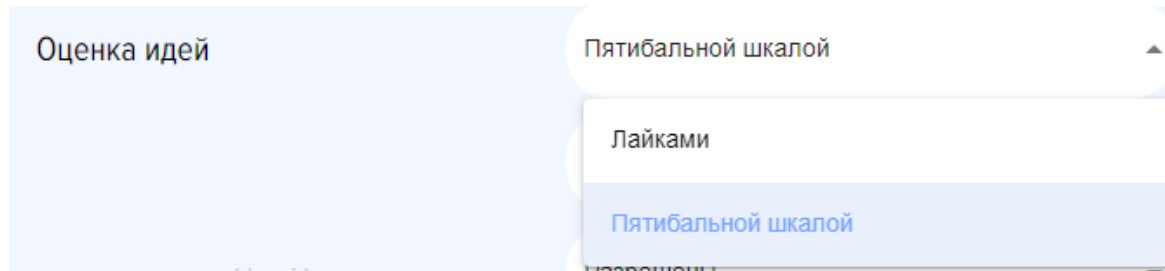 Оценка идей
Пятибальной шкалой
Лайками
Пятибальной шкалой